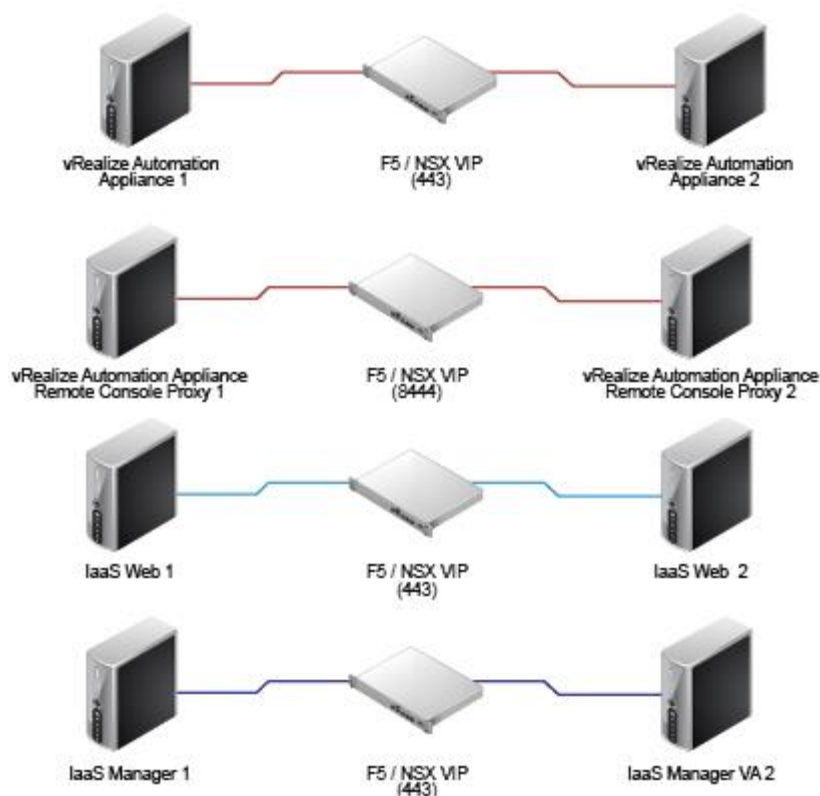 vRealize Automation
Appliance 1
F5 / NSX VIP
(443)
vRealize Automation
Appliance 2
vRealize Automation Appliance
Remote Console Proxy 1
F5 / NSX VIP
(8444)
vRealize Automation Appliance
Remote Console Proxy 2
IaaS Web 1
F5 / NSX VIP
(443)
IaaS Web 2
IaaS Manager 1
F5 / NSX VIP
(443)
IaaS Manager VA 2